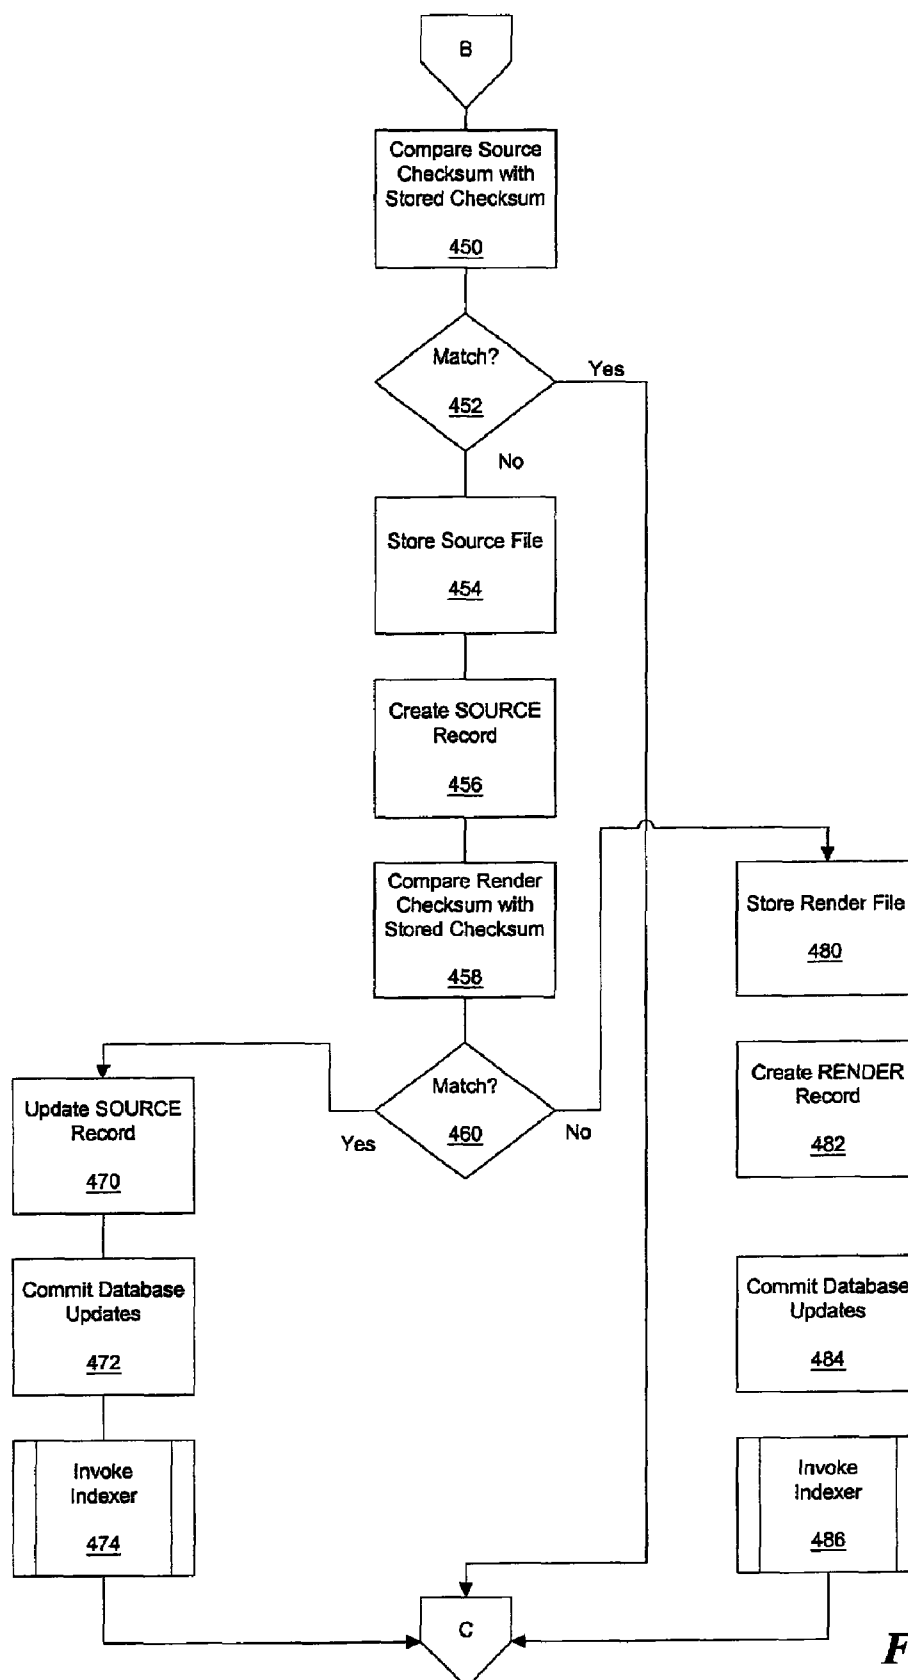 B
Compare Source
Checksum with
Stored Checksum
450
Match?
452
Yes
No
Store Source File
454
Create SOURCE
Record
456
Compare Render
Checksum with
Stored Checksum
458
Match?
460
Yes
No
Update SOURCE
Record
470
Commit Database
Updates
472
Invoke
Indexer
474
Store Render File
480
Create RENDER
Record
482
Commit Database
Updates
484
Invoke
Indexer
486
C
F